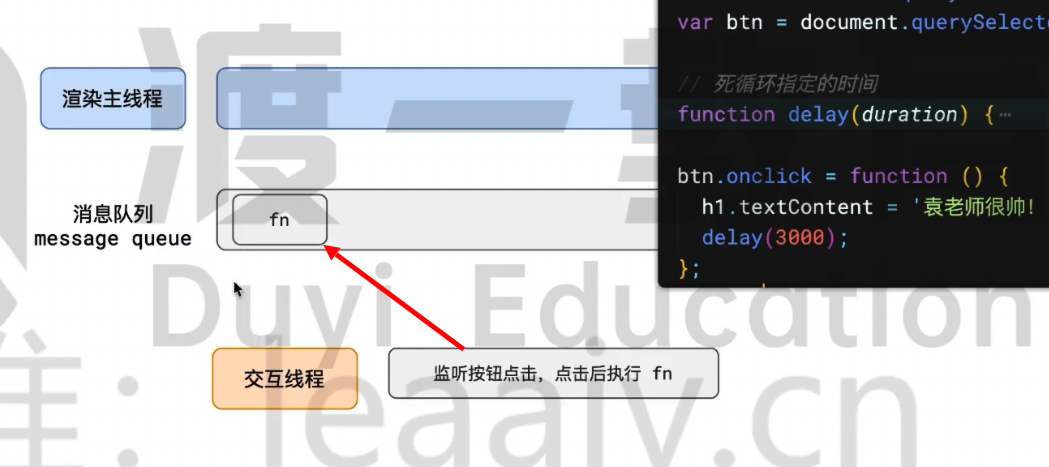 var btn = document.querySelecto
// 死循环指定的时间
function delay(duration) {…
btn.onclick = function () {
h1.textContent = '袁老师很帅!
delay(3000);
};
渲染主线程
消息队列
message queue
fn
交互线程
监听按钮点击，点击后执行 fn
渡一教
Duyi Education